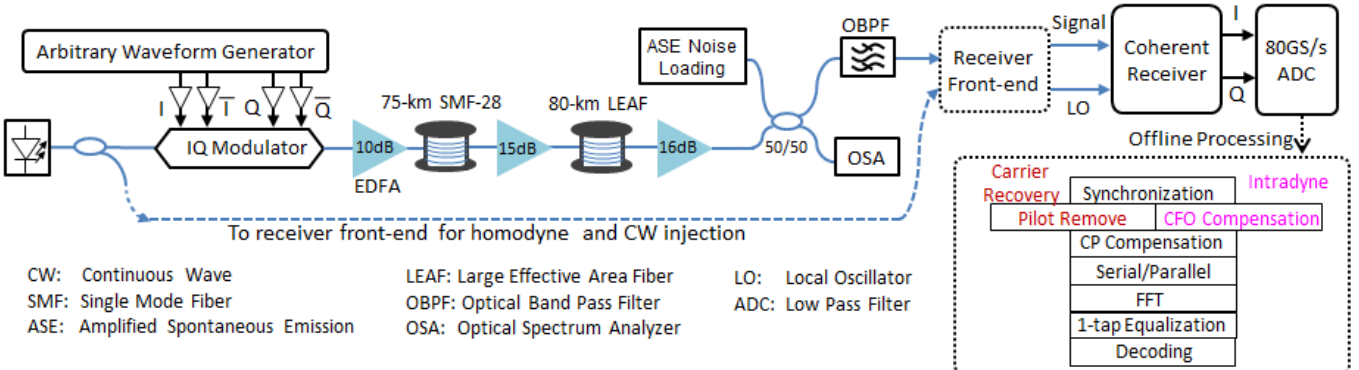 Arbitrary Waveform Generator
I
I̅
Q
Q̅
IQ Modulator
10dB
EDFA
75-km SMF-28
15dB
80-km LEAF
16dB
ASE Noise
Loading
50/50
OBPF
OSA
Receiver
Front-end
Signal
LO
Coherent
Receiver
I
Q
80GS/s
ADC
Offline Processing
To receiver front-end for homodyne and CW injection
Carrier
Recovery
Intradyne
Synchronization
Pilot Remove
CFO Compensation
CP Compensation
Serial/Parallel
FFT
1-tap Equalization
Decoding
CW: Continuous Wave
SMF: Single Mode Fiber
ASE: Amplified Spontaneous Emission
LEAF: Large Effective Area Fiber
OBPF: Optical Band Pass Filter
OSA: Optical Spectrum Analyzer
LO: Local Oscillator
ADC: Low Pass Filter